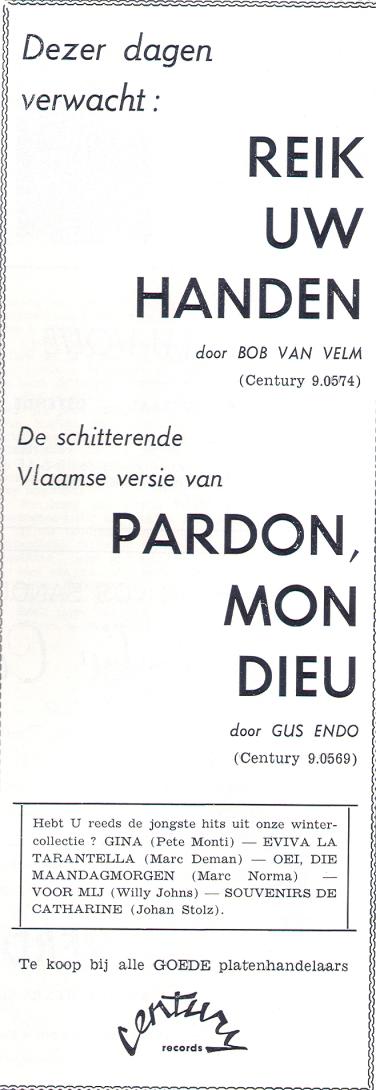 Dezer dagen
verwacht :
REIK
UW
HANDEN
door BOB VAN VELM
(Century 9.0574)
De schitterende
Vlaamse versie van
PARDON,
MON
DIEU
door GUS ENDO
(Century 9.0569)
Hebt U reeds de jongste hits uit onze winter-
collectie ? GINA (Pete Monti) — EVIVA LA
TARANTELLA (Marc Deman) — OEI, DIE
MAANDAGMORGEN (Marc Norma) —
VOOR MIJ (Willy Johns) — SOUVENIRS DE
CATHARINE (Johan Stolz).
Te koop bij alle GOEDE platenhandelaars
century
records